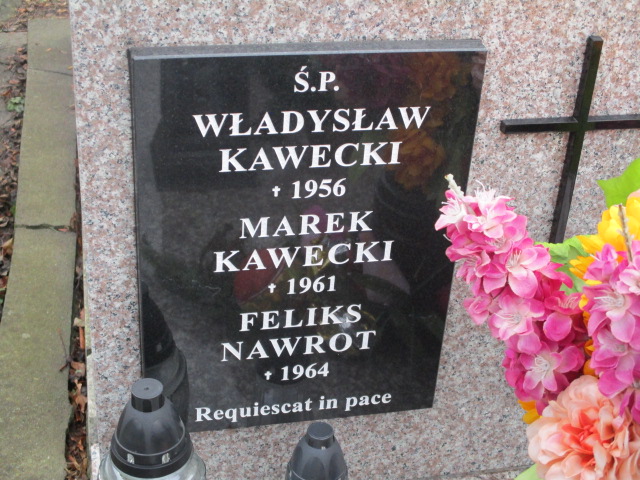 Ś.P.
WŁADYSŁAW
KAWECKI
✝ 1956
MAREK
KAWECKI
✝ 1961
FELIKS
NAWROT
✝ 1964
Requiescat in pace